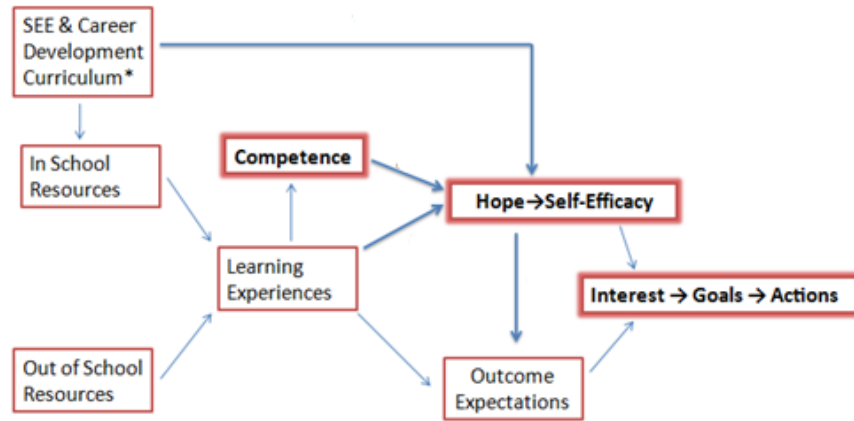 SEE & Career
Development
Curriculum*
In School
Resources
Competence
Hope→Self-Efficacy
Learning
Experiences
Interest → Goals → Actions
Out of School
Resources
Outcome
Expectations